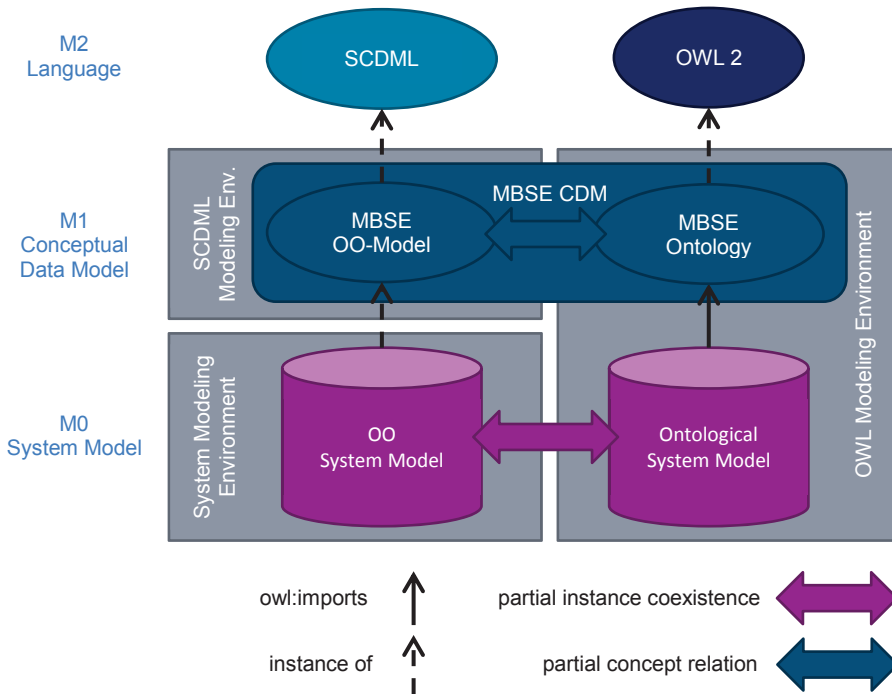 M2
Language
SCDML
OWL 2
SCDML
Modeling Env.
MBSE CDM
M1
Conceptual
Data Model
MBSE
OO-Model
MBSE
Ontology
OWL Modeling Environment
System Modeling
Environment
M0
System Model
OO
System Model
Ontological
System Model
owl:imports
partial instance coexistence
instance of
partial concept relation